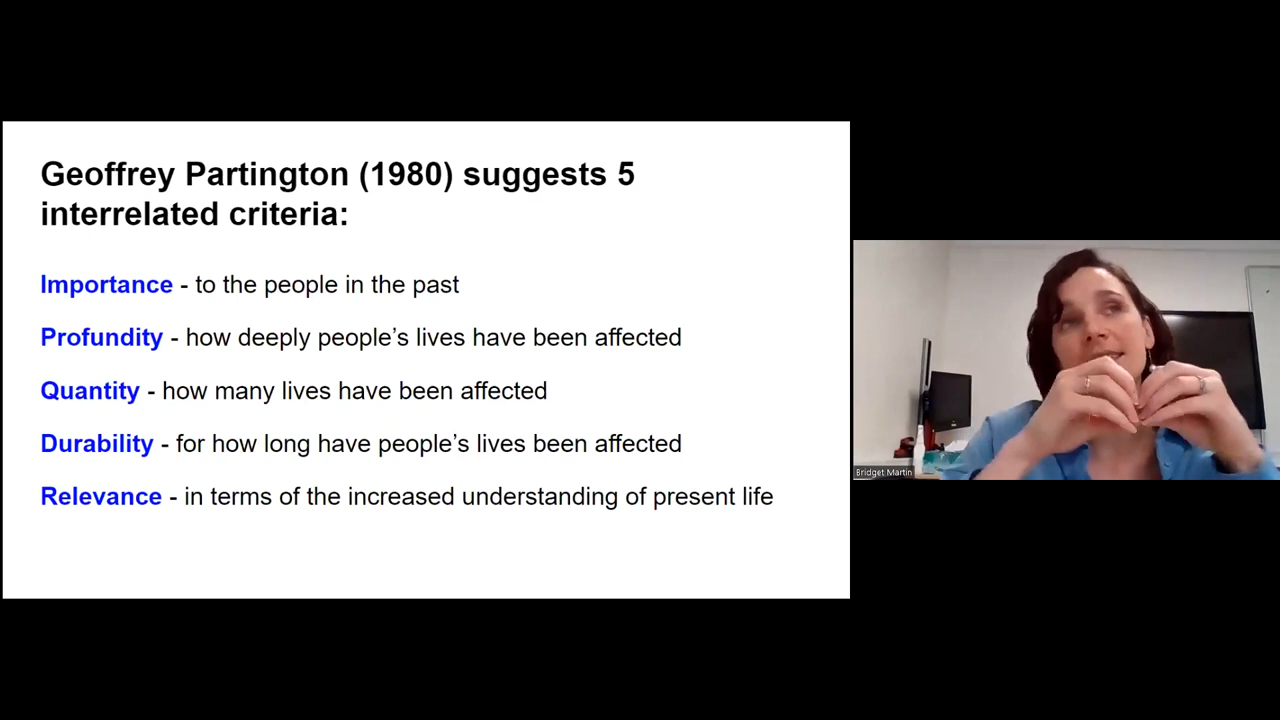 Geoffrey Partington (1980) suggests 5
interrelated criteria:
Importance - to the people in the past
Profundity - how deeply people’s lives have been affected
Quantity - how many lives have been affected
Durability - for how long have people’s lives been affected
Relevance - in terms of the increased understanding of present life
Bridget Martin